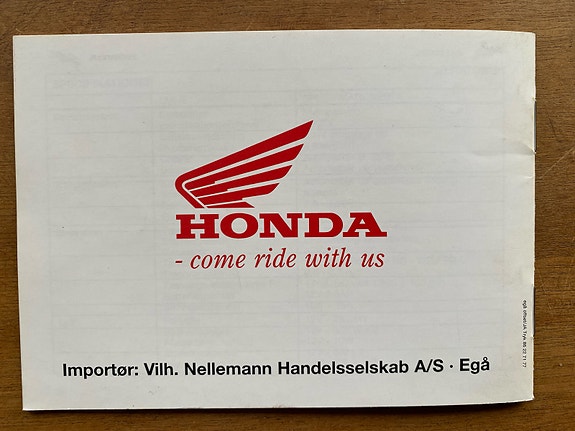 HONDA
- come ride with us
Importør: Vilh. Nellemann Handelsselskab A/S · Egå